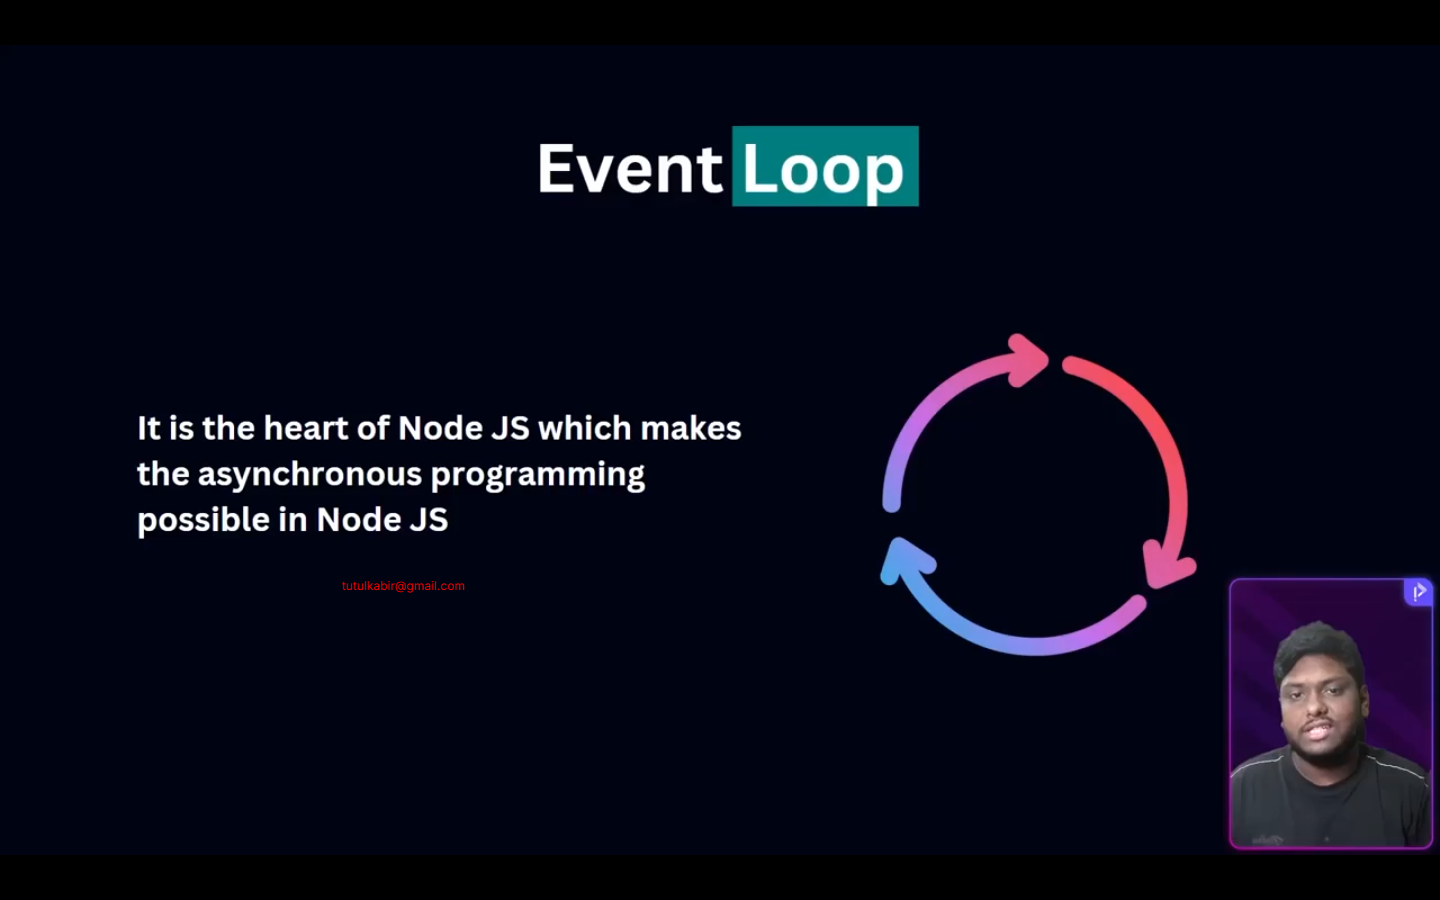 Event Loop
It is the heart of Node JS which makes
the asynchronous programming
possible in Node JS
tutulkabir@gmail.com